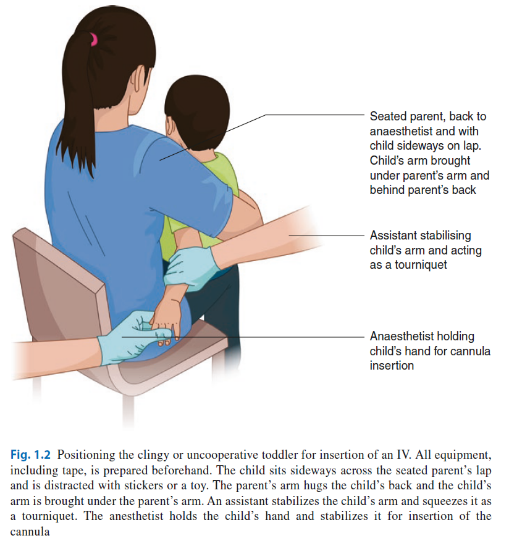 Seated parent, back to
anaesthetist and with
child sideways on lap.
Child's arm brought
under parent's arm and
behind parent's back
Assistant stabilising
child's arm and acting
as a tourniquet
Anaesthetist holding
child's hand for cannula
insertion
Fig. 1.2 Positioning the clingy or uncooperative toddler for insertion of an IV. All equipment,
including tape, is prepared beforehand. The child sits sideways across the seated parent's lap
and is distracted with stickers or a toy. The parent's arm hugs the child's back and the child's
arm is brought under the parent's arm. An assistant stabilizes the child's arm and squeezes it as
a tourniquet. The anesthetist holds the child's hand and stabilizes it for insertion of the
cannula